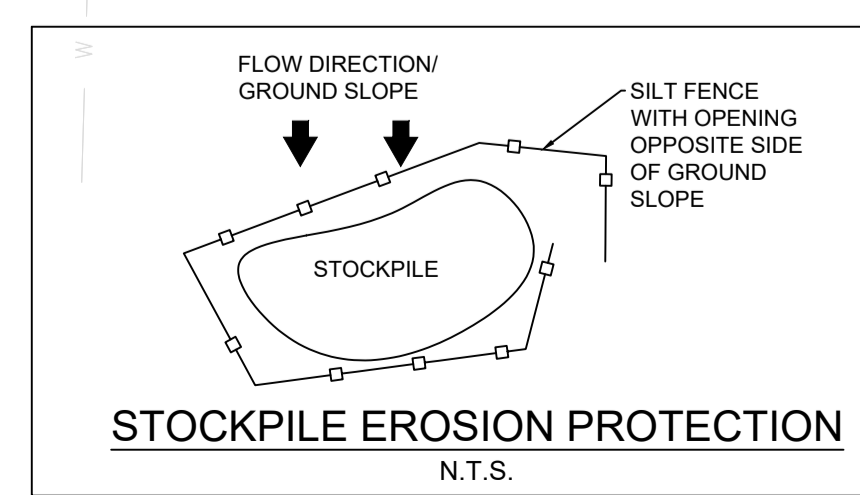 W
FLOW DIRECTION/
GROUND SLOPE
SILT FENCE
WITH OPENING
OPPOSITE SIDE
OF GROUND
SLOPE
STOCKPILE
STOCKPILE EROSION PROTECTION
N.T.S.